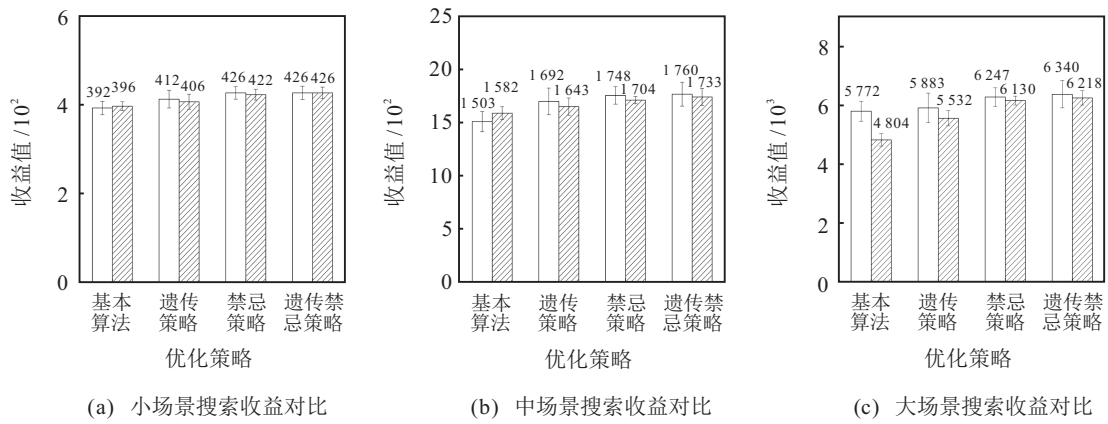 6
4
2
0
收益值/10²
392
396
412
406
426
422
426
426
基本
算法
遗传
策略
禁忌
策略
遗传禁
忌策略
优化策略
(a) 小场景搜索收益对比
25
20
15
10
5
0
收益值/10²
1 503
1 582
1 692
1 643
1 748
1 704
1 760
1 733
基本
算法
遗传
策略
禁忌
策略
遗传禁
忌策略
优化策略
(b) 中场景搜索收益对比
8
6
4
2
0
收益值/10³
5 772
4 804
5 883
5 532
6 247
6 130
6 340
6 218
基本
算法
遗传
策略
禁忌
策略
遗传禁
忌策略
优化策略
(c) 大场景搜索收益对比